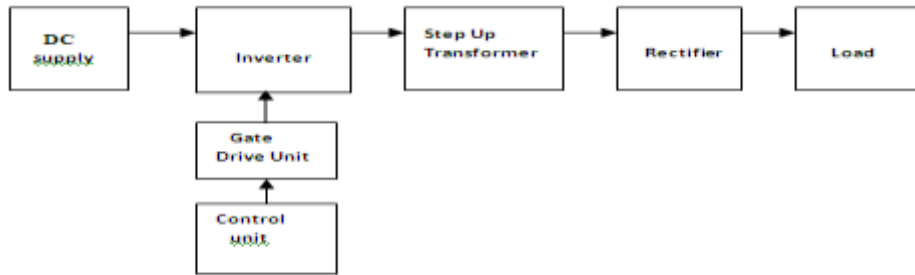 DC
supply
Inverter
Step Up
Transformer
Rectifier
Load
Gate
Drive Unit
Control
unit